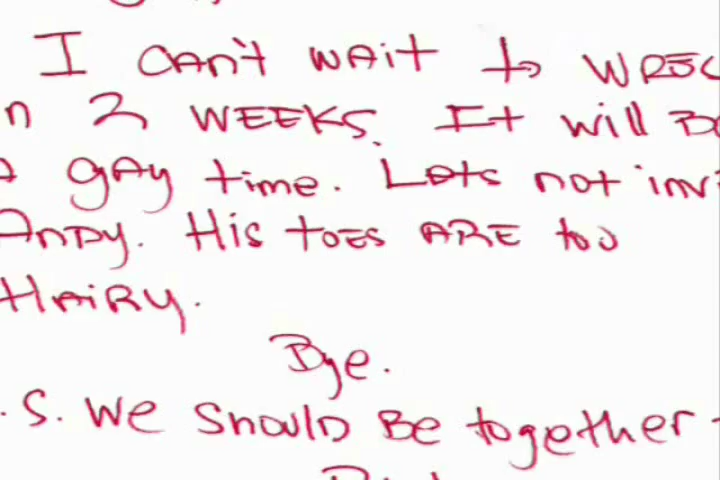 I can't wait to
n 2 WEEKS. It will B
a gay time. Lets not inv
Andy. His toes ARE too
HAiRy.
Bye.
.S. We Should Be together